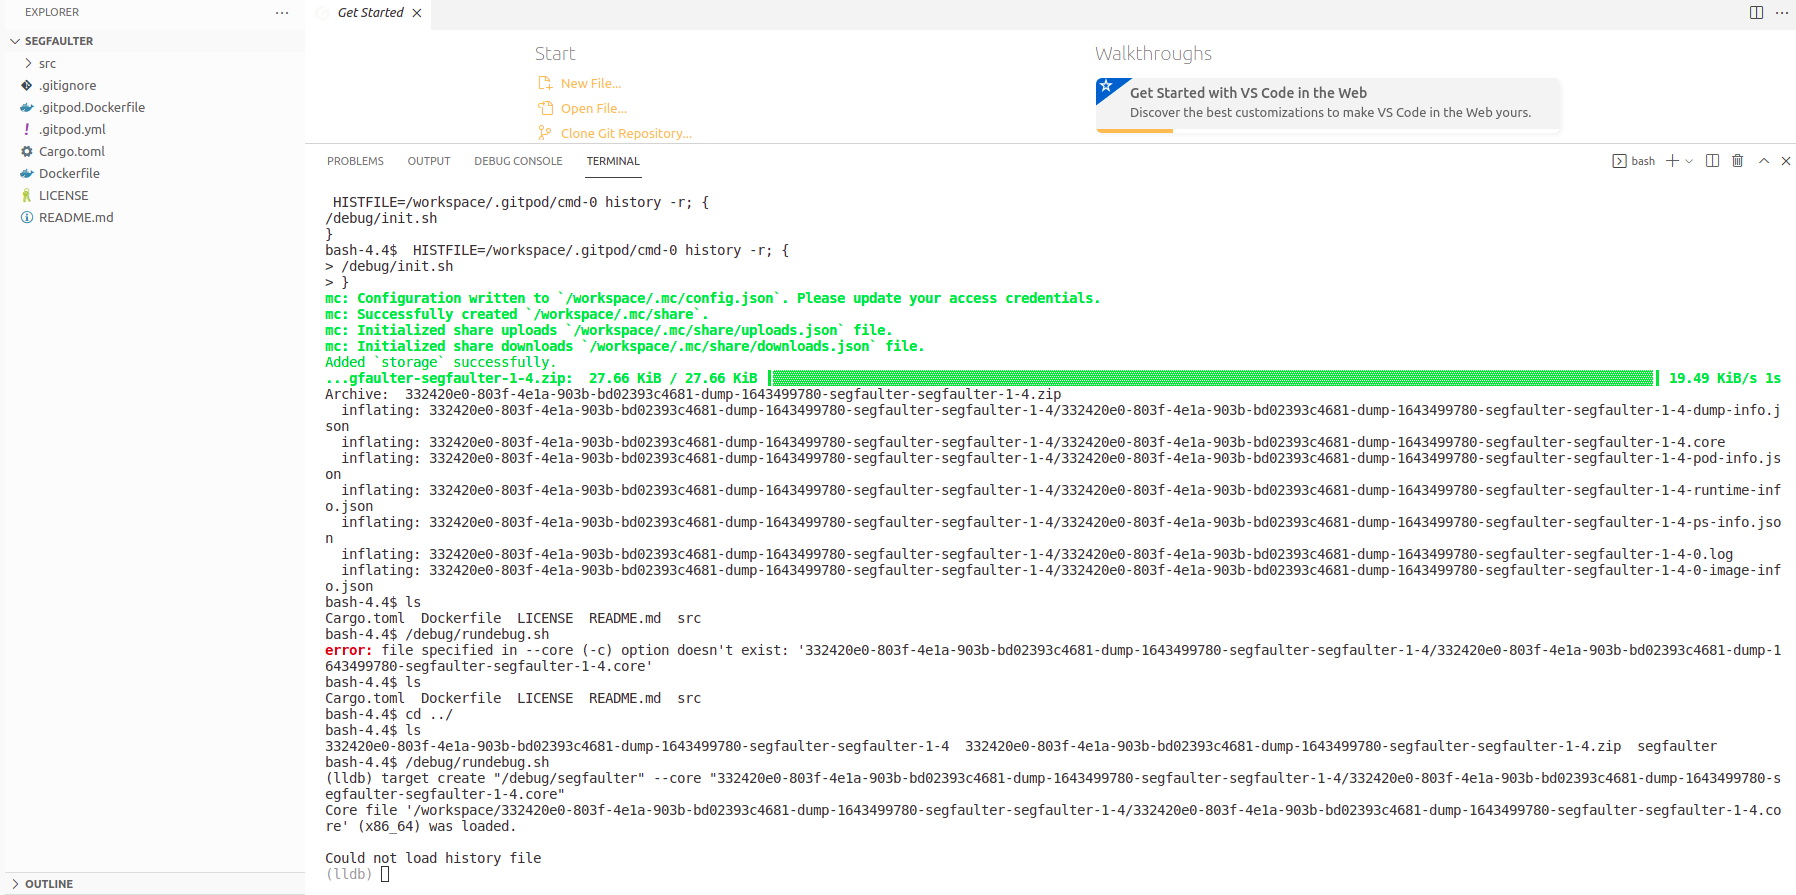 EXPLORER
SEGFAULTER
src
.gitignore
.gitpod.Dockerfile
.gitpod.yml
Cargo.toml
Dockerfile
LICENSE
README.md
OUTLINE
Get Started
Start
New File...
Open File...
Clone Git Repository...
Walkthroughs
Get Started with VS Code in the Web
Discover the best customizations to make VS Code in the Web yours.
PROBLEMS OUTPUT DEBUG CONSOLE TERMINAL
bash
HISTFILE=/workspace/.gitpod/cmd-0 history -r; {
/debug/init.sh
}
bash-4.4$  HISTFILE=/workspace/.gitpod/cmd-0 history -r; {
> /debug/init.sh
> }
mc: Configuration written to `/workspace/.mc/config.json`. Please update your access credentials.
mc: Successfully created `/workspace/.mc/share`.
mc: Initialized share uploads `/workspace/.mc/share/uploads.json` file.
mc: Initialized share downloads `/workspace/.mc/share/downloads.json` file.
Added `storage` successfully.
...gfaulter-segfaulter-1-4.zip:  27.66 KiB / 27.66 KiB 19.49 KiB/s 1s
Archive:  332420e0-803f-4e1a-903b-bd02393c4681-dump-1643499780-segfaulter-segfaulter-1-4.zip
inflating: 332420e0-803f-4e1a-903b-bd02393c4681-dump-1643499780-segfaulter-segfaulter-1-4/332420e0-803f-4e1a-903b-bd02393c4681-dump-1643499780-segfaulter-segfaulter-1-4-dump-info.j
son
inflating: 332420e0-803f-4e1a-903b-bd02393c4681-dump-1643499780-segfaulter-segfaulter-1-4/332420e0-803f-4e1a-903b-bd02393c4681-dump-1643499780-segfaulter-segfaulter-1-4.core
inflating: 332420e0-803f-4e1a-903b-bd02393c4681-dump-1643499780-segfaulter-segfaulter-1-4/332420e0-803f-4e1a-903b-bd02393c4681-dump-1643499780-segfaulter-segfaulter-1-4-pod-info.js
on
inflating: 332420e0-803f-4e1a-903b-bd02393c4681-dump-1643499780-segfaulter-segfaulter-1-4/332420e0-803f-4e1a-903b-bd02393c4681-dump-1643499780-segfaulter-segfaulter-1-4-runtime-inf
o.json
inflating: 332420e0-803f-4e1a-903b-bd02393c4681-dump-1643499780-segfaulter-segfaulter-1-4/332420e0-803f-4e1a-903b-bd02393c4681-dump-1643499780-segfaulter-segfaulter-1-4-ps-info.jso
n
inflating: 332420e0-803f-4e1a-903b-bd02393c4681-dump-1643499780-segfaulter-segfaulter-1-4/332420e0-803f-4e1a-903b-bd02393c4681-dump-1643499780-segfaulter-segfaulter-1-4-0.log
inflating: 332420e0-803f-4e1a-903b-bd02393c4681-dump-1643499780-segfaulter-segfaulter-1-4/332420e0-803f-4e1a-903b-bd02393c4681-dump-1643499780-segfaulter-segfaulter-1-4-0-image-inf
o.json
bash-4.4$ ls
Cargo.toml  Dockerfile  LICENSE  README.md  src
bash-4.4$ /debug/rundebug.sh
error: file specified in --core (-c) option doesn't exist: '332420e0-803f-4e1a-903b-bd02393c4681-dump-1643499780-segfaulter-segfaulter-1-4/332420e0-803f-4e1a-903b-bd02393c4681-dump-1
643499780-segfaulter-segfaulter-1-4.core'
bash-4.4$ ls
Cargo.toml  Dockerfile  LICENSE  README.md  src
bash-4.4$ cd ../
bash-4.4$ ls
332420e0-803f-4e1a-903b-bd02393c4681-dump-1643499780-segfaulter-segfaulter-1-4  332420e0-803f-4e1a-903b-bd02393c4681-dump-1643499780-segfaulter-segfaulter-1-4.zip  segfaulter
bash-4.4$ /debug/rundebug.sh
(lldb) target create "/debug/segfaulter" --core "332420e0-803f-4e1a-903b-bd02393c4681-dump-1643499780-segfaulter-segfaulter-1-4/332420e0-803f-4e1a-903b-bd02393c4681-dump-1643499780-s
egfaulter-segfaulter-1-4.core"
Core file '/workspace/332420e0-803f-4e1a-903b-bd02393c4681-dump-1643499780-segfaulter-segfaulter-1-4/332420e0-803f-4e1a-903b-bd02393c4681-dump-1643499780-segfaulter-segfaulter-1-4.co
re' (x86_64) was loaded.
Could not load history file
(lldb)